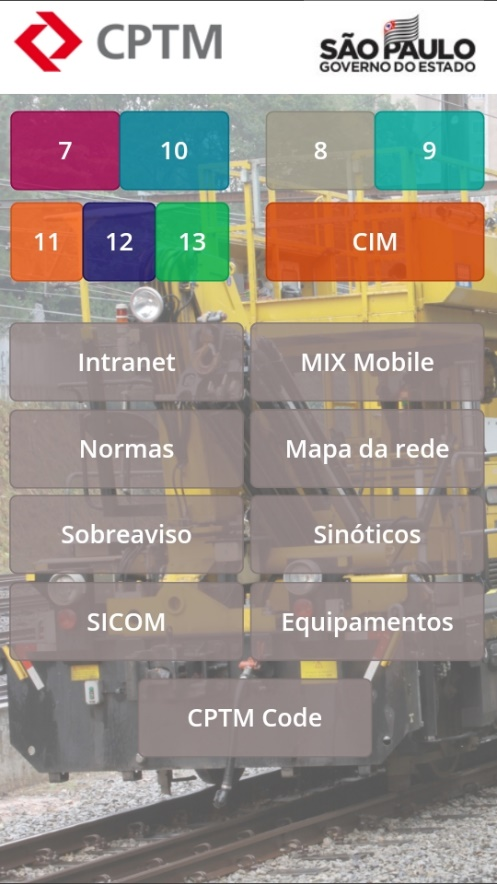 CPTM
SÃO PAULO
GOVERNO DO ESTADO
7 10 8 9
11 12 13 CIM
Intranet MIX Mobile
Normas Mapa da rede
Sobreaviso Sinóticos
SICOM Equipamentos
CPTM Code